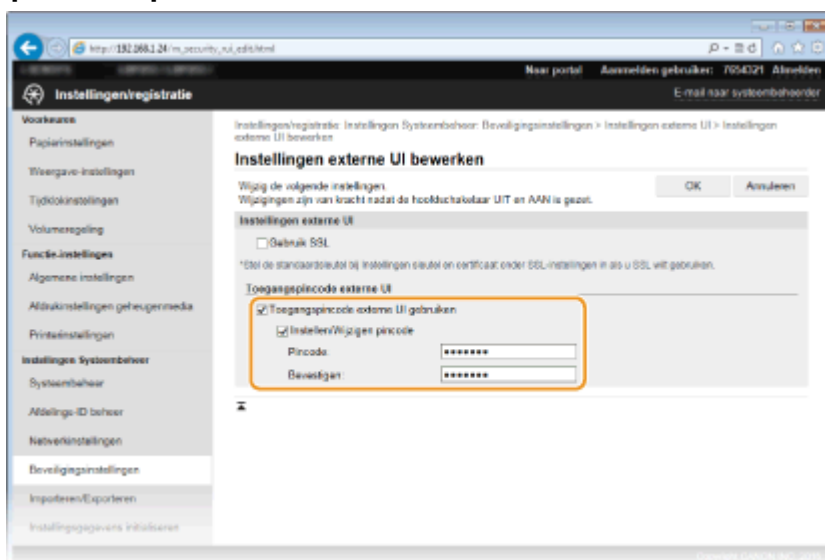 http://192.168.1.24/m_security_rui_edit.html
Naar portal Aanmelden gebruiker: 7654321 Afmelden
Instellingen/registratie
E-mail naar systeembeheerder
Voorkeuren
Papierinstellingen
Weergave-instellingen
Tijdklokinstellingen
Volumeregeling
Functie-instellingen
Algemene instellingen
Afdrukinstellingen geheugenmedia
Printerinstellingen
Instellingen Systeembeheer
Systeembeheer
Afdelings-ID beheer
Netwerkinstellingen
Beveiligingsinstellingen
Importeren/Exporteren
Instellingsgegevens initialiseren
Instellingen/registratie: Instellingen Systeembeheer: Beveiligingsinstellingen > Instellingen externe UI > Instellingen
externe UI bewerken
Instellingen externe UI bewerken
Wijzig de volgende instellingen.
Wijzigingen zijn van kracht nadat de hoofdschakelaar UIT en AAN is gezet.
OK Annuleren
Instellingen externe UI
Gebruik SSL
*Stel de standaardsleutel bij Instellingen sleutel en certificaat onder SSL-instellingen in als u SSL wilt gebruiken.
Toegangspincode externe UI
Toegangspincode externe UI gebruiken
Instellen/Wijzigen pincode
Pincode:
Bevestigen:
Copyright CANON INC.